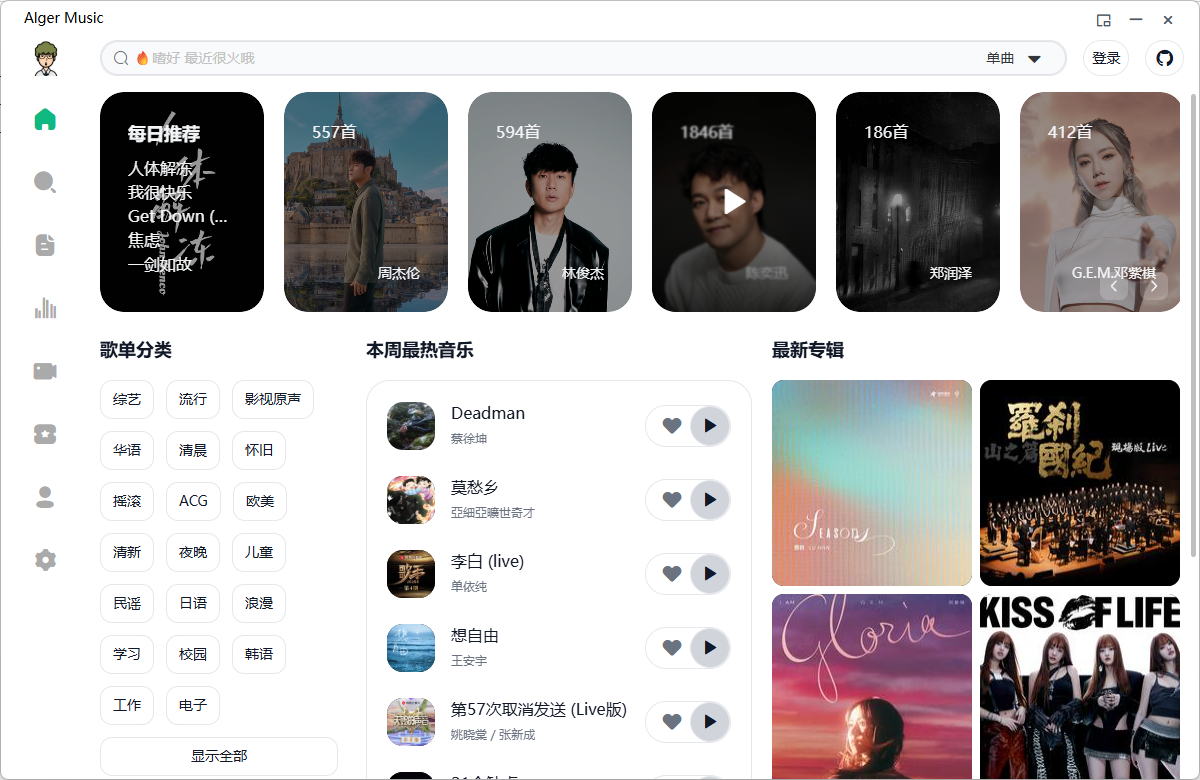 Alger Music
嗜好 最近很火哦
单曲
登录
每日推荐
人体解冻
我很快乐
Get Down (...
焦虑
一剑如故
557首
周杰伦
594首
林俊杰
1846首
陈奕迅
186首
郑润泽
412首
G.E.M.邓紫棋
歌单分类
综艺
流行
影视原声
华语
清晨
怀旧
摇滚
ACG
欧美
清新
夜晚
儿童
民谣
日语
浪漫
学习
校园
韩语
工作
电子
显示全部
本周最热音乐
Deadman
蔡徐坤
莫愁乡
亞細亞曠世奇才
李白 (live)
单依纯
想自由
王安宇
第57次取消发送 (Live版)
姚晓棠 / 张新成
最新专辑
SEASONS
羅刹
國紀
山之篇
現場版Live
I AM
Gloria
KISS OF LIFE